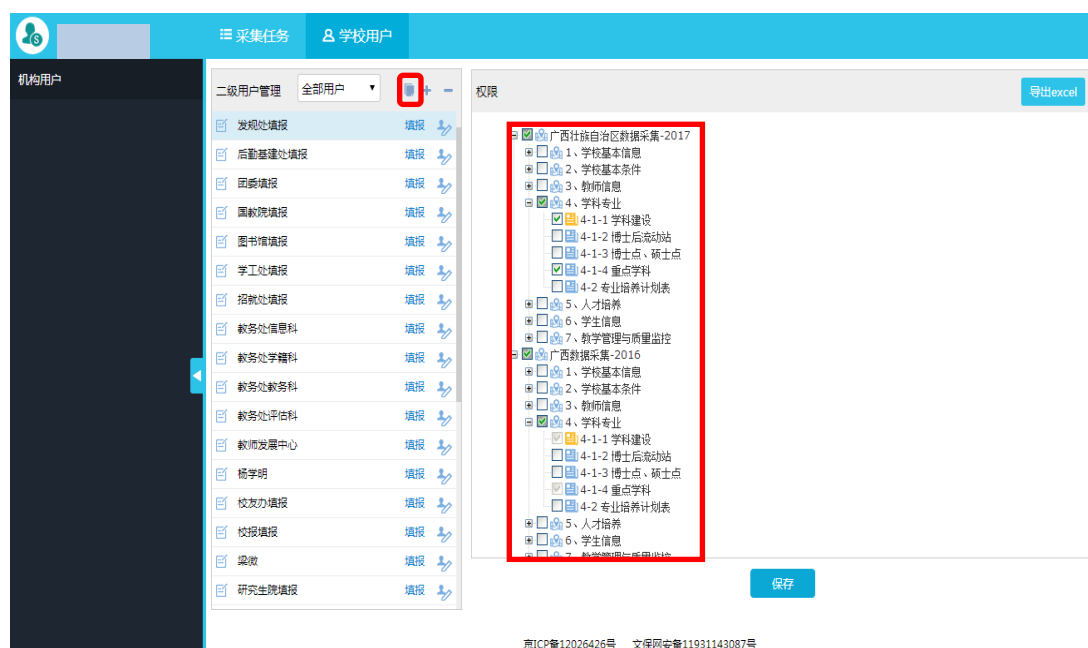 采集任务 学校用户
机构用户
二级用户管理 全部用户
权限 导出excel
发规处填报 填报
后勤基建处填报 填报
团委填报 填报
国教院填报 填报
图书馆填报 填报
学工处填报 填报
招就处填报 填报
教务处信息科 填报
教务处学籍科 填报
教务处教务科 填报
教务处评估科 填报
教师发展中心 填报
杨学明 填报
校友办填报 填报
校报填报 填报
梁微 填报
研究生院填报 填报
广西壮族自治区数据采集-2017
1、学校基本信息
2、学校基本条件
3、教师信息
4、学科专业
4-1-1 学科建设
4-1-2 博士后流动站
4-1-3 博士点、硕士点
4-1-4 重点学科
4-2 专业培养计划表
5、人才培养
6、学生信息
7、教学管理与质量监控
广西数据采集-2016
1、学校基本信息
2、学校基本条件
3、教师信息
4、学科专业
4-1-1 学科建设
4-1-2 博士后流动站
4-1-3 博士点、硕士点
4-1-4 重点学科
4-2 专业培养计划表
5、人才培养
6、学生信息
7、教学管理与质量监控
保存
京ICP备12026426号 文保网安备11931143087号